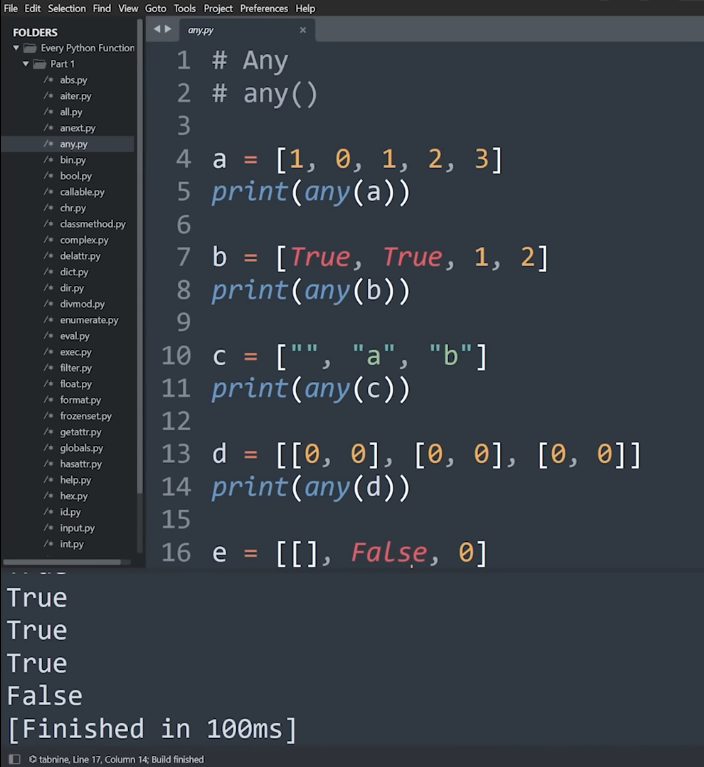 File Edit Selection Find View Goto Tools Project Preferences Help
FOLDERS
Every Python Function
Part 1
/* abs.py
/* aiter.py
/* all.py
/* anext.py
/* any.py
/* bin.py
/* bool.py
/* callable.py
/* chr.py
/* classmethod.py
/* complex.py
/* delattr.py
/* dict.py
/* dir.py
/* divmod.py
/* enumerate.py
/* eval.py
/* exec.py
/* filter.py
/* float.py
/* format.py
/* frozenset.py
/* getattr.py
/* globals.py
/* hasattr.py
/* help.py
/* hex.py
/* id.py
/* input.py
/* int.py
any.py ×
1 # Any
2 # any()
3
4 a = [1, 0, 1, 2, 3]
5 print(any(a))
6
7 b = [True, True, 1, 2]
8 print(any(b))
9
10 c = ["", "a", "b"]
11 print(any(c))
12
13 d = [[0, 0], [0, 0], [0, 0]]
14 print(any(d))
15
16 e = [[], False, 0]
True
True
True
True
False
[Finished in 100ms]
tabnine, Line 17, Column 14; Build finished